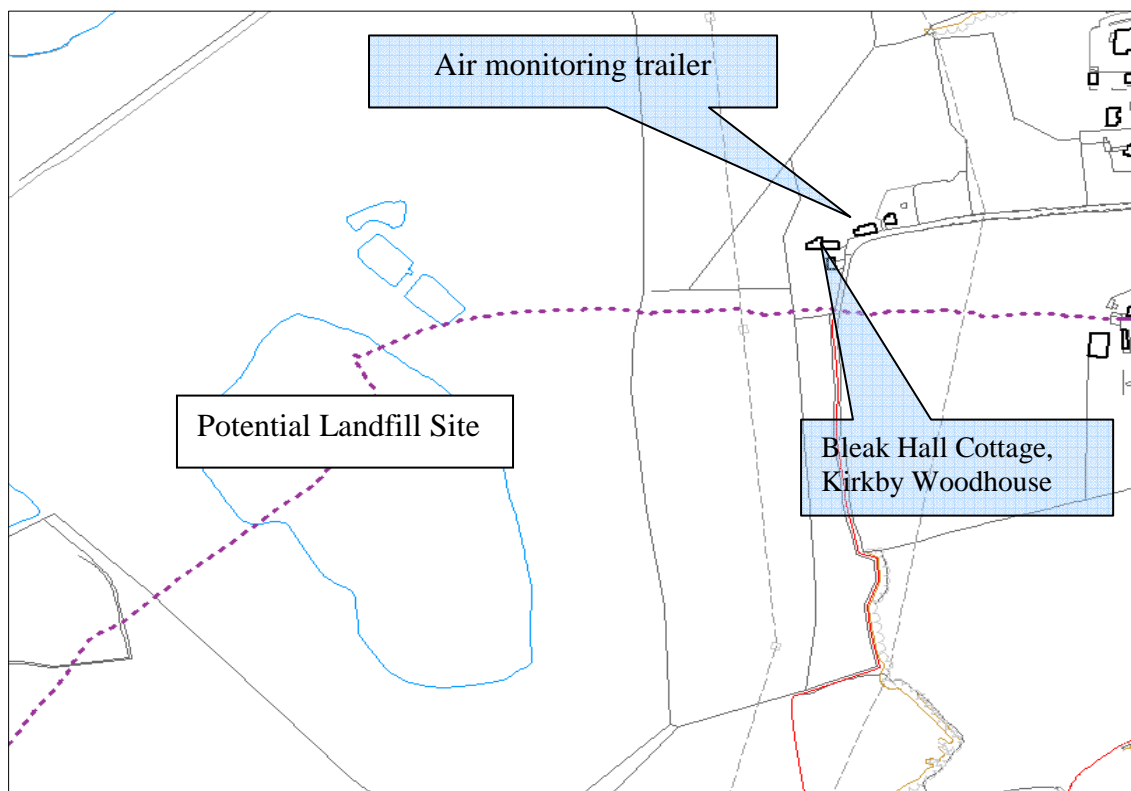 Air monitoring trailer
Potential Landfill Site
Bleak Hall Cottage,
Kirkby Woodhouse